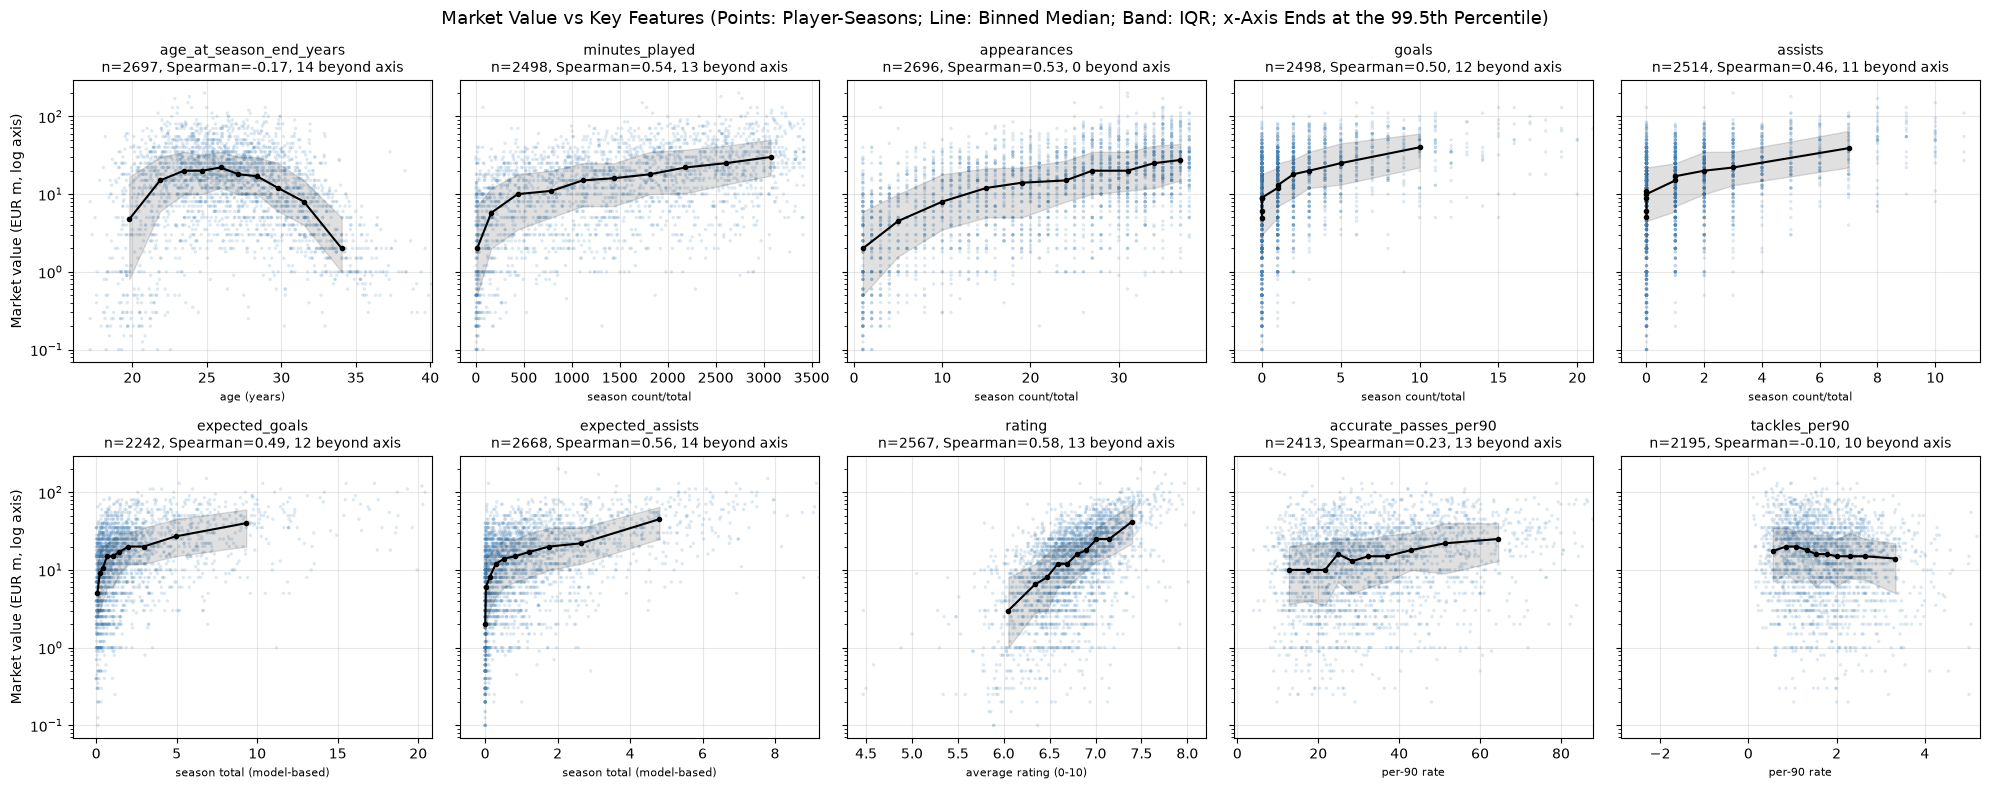 Market Value vs Key Features (Points: Player-Seasons; Line: Binned Median; Band: IQR; x-Axis Ends at the 99.5th Percentile)
age_at_season_end_years
n=2697, Spearman=-0.17, 14 beyond axis
minutes_played
n=2498, Spearman=0.54, 13 beyond axis
appearances
n=2696, Spearman=0.53, 0 beyond axis
goals
n=2498, Spearman=0.50, 12 beyond axis
assists
n=2514, Spearman=0.46, 11 beyond axis
Market value (EUR m, log axis)
10²
10¹
10⁰
10⁻¹
20 25 30 35 40
age (years)
0 500 1000 1500 2000 2500 3000 3500
season count/total
0 10 20 30
season count/total
0 5 10 15 20
season count/total
0 2 4 6 8 10
season count/total
expected_goals
n=2242, Spearman=0.49, 12 beyond axis
expected_assists
n=2668, Spearman=0.56, 14 beyond axis
rating
n=2567, Spearman=0.58, 13 beyond axis
accurate_passes_per90
n=2413, Spearman=0.23, 13 beyond axis
tackles_per90
n=2195, Spearman=-0.10, 10 beyond axis
Market value (EUR m, log axis)
10²
10¹
10⁰
10⁻¹
0 5 10 15 20
season total (model-based)
0 2 4 6 8
season total (model-based)
4.5 5.0 5.5 6.0 6.5 7.0 7.5 8.0
average rating (0-10)
0 20 40 60 80
per-90 rate
−2 0 2 4
per-90 rate